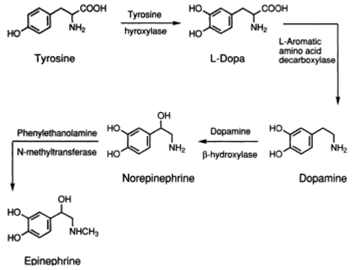 COOH
NH₂
HO
Tyrosine
Tyrosine
hyroxylase
HO
HO
COOH
NH₂
L-Dopa
L-Aromatic
amino acid
decarboxylase
HO
HO
NH₂
Dopamine
Dopamine
β-hydroxylase
OH
HO
HO
NH₂
Norepinephrine
Phenylethanolamine
N-methyltransferase
OH
HO
HO
NHCH₃
Epinephrine